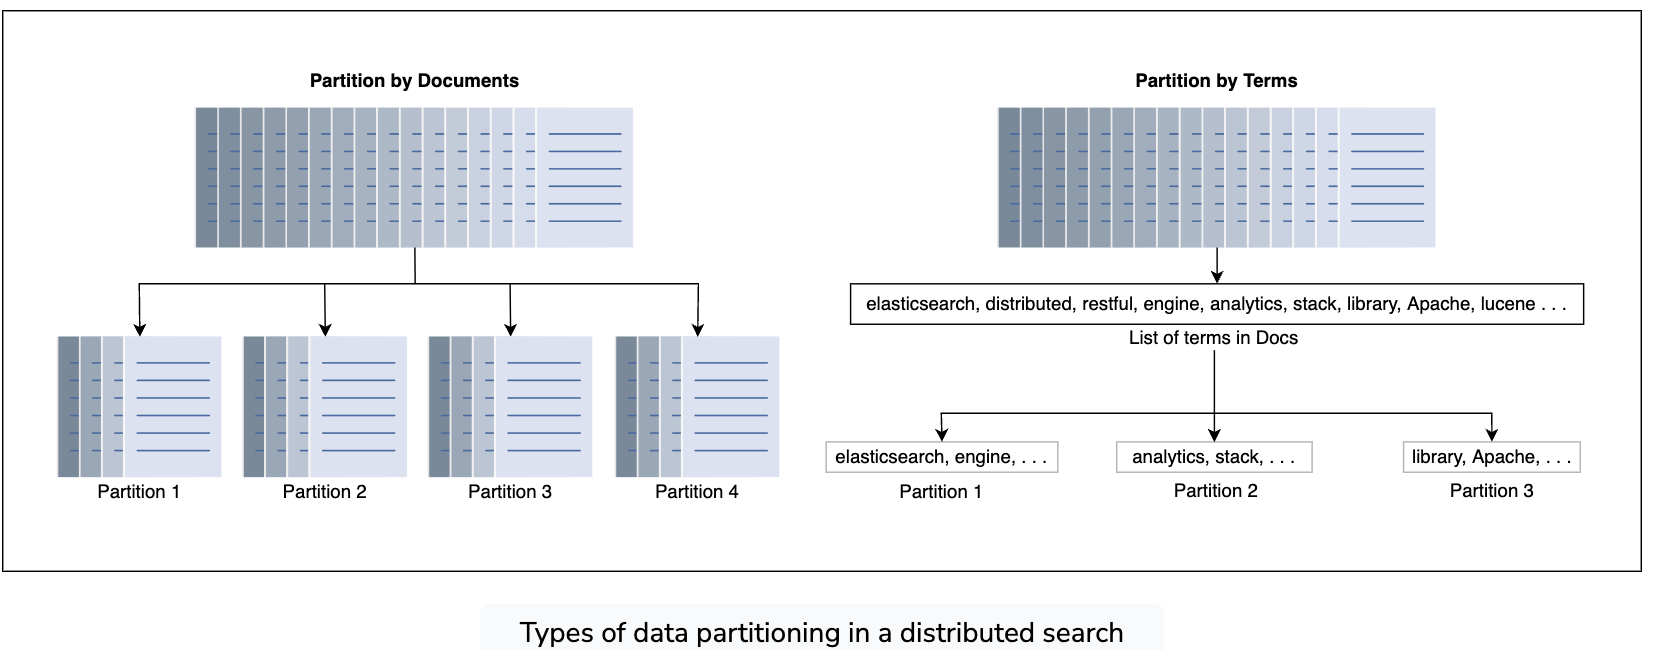 Partition by Documents
Partition 1
Partition 2
Partition 3
Partition 4
Partition by Terms
elasticsearch, distributed, restful, engine, analytics, stack, library, Apache, lucene . . .
List of terms in Docs
elasticsearch, engine, . . .
analytics, stack, . . .
library, Apache, . . .
Partition 1
Partition 2
Partition 3
Types of data partitioning in a distributed search